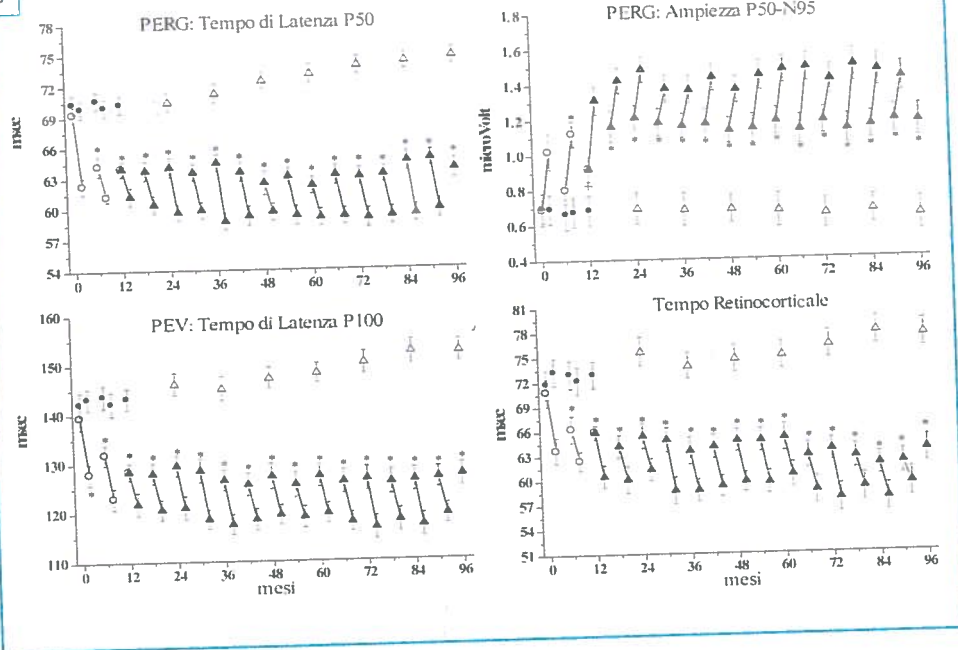 PERG: Tempo di Latenza P50
78
75
72
69
66
63
60
57
54
msec
0 12 24 36 48 60 72 84 96
PERG: Ampiezza P50-N95
1.8
1.6
1.4
1.2
1.0
0.8
0.6
0.4
microVolt
0 12 24 36 48 60 72 84 96
PEV: Tempo di Latenza P100
160
150
140
130
120
110
msec
0 12 24 36 48 60 72 84 96
mesi
Tempo Retinocorticale
81
78
75
72
69
66
63
60
57
54
51
msec
0 12 24 36 48 60 72 84 96
mesi